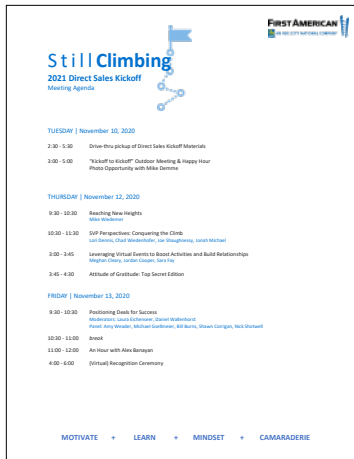 FIRST AMERICAN
AN RBC / CITY NATIONAL COMPANY
Still Climbing
2021 Direct Sales Kickoff
Meeting Agenda
TUESDAY | November 10, 2020
2:30 - 5:30 Drive-thru pickup of Direct Sales Kickoff Materials
3:00 - 5:00 "Kickoff to Kickoff" Outdoor Meeting & Happy Hour
Photo Opportunity with Mike Demme
THURSDAY | November 12, 2020
9:30 - 10:30 Reaching New Heights
Mike Wiedemer
10:30 - 11:30 SVP Perspectives: Conquering the Climb
Lori Dennis, Chad Wiedenhofer, Joe Shaughnessy, Jonah Michael
3:00 - 3:45 Leveraging Virtual Events to Boost Activities and Build Relationships
Meghan Cleary, Jordan Cooper, Sara Fay
3:45 - 4:30 Attitude of Gratitude: Top Secret Edition
FRIDAY | November 13, 2020
9:30 - 10:30 Positioning Deals for Success
Moderators: Laura Eichenseer, Daniel Wallenhorst
Panel: Amy Weader, Michael Goellnseer, Bill Burns, Shawn Corrigan, Nick Shotwell
10:30 - 11:00 break
11:00 - 12:00 An Hour with Alex Banayan
4:00 - 6:00 (Virtual) Recognition Ceremony
MOTIVATE + LEARN + MINDSET + CAMARADERIE